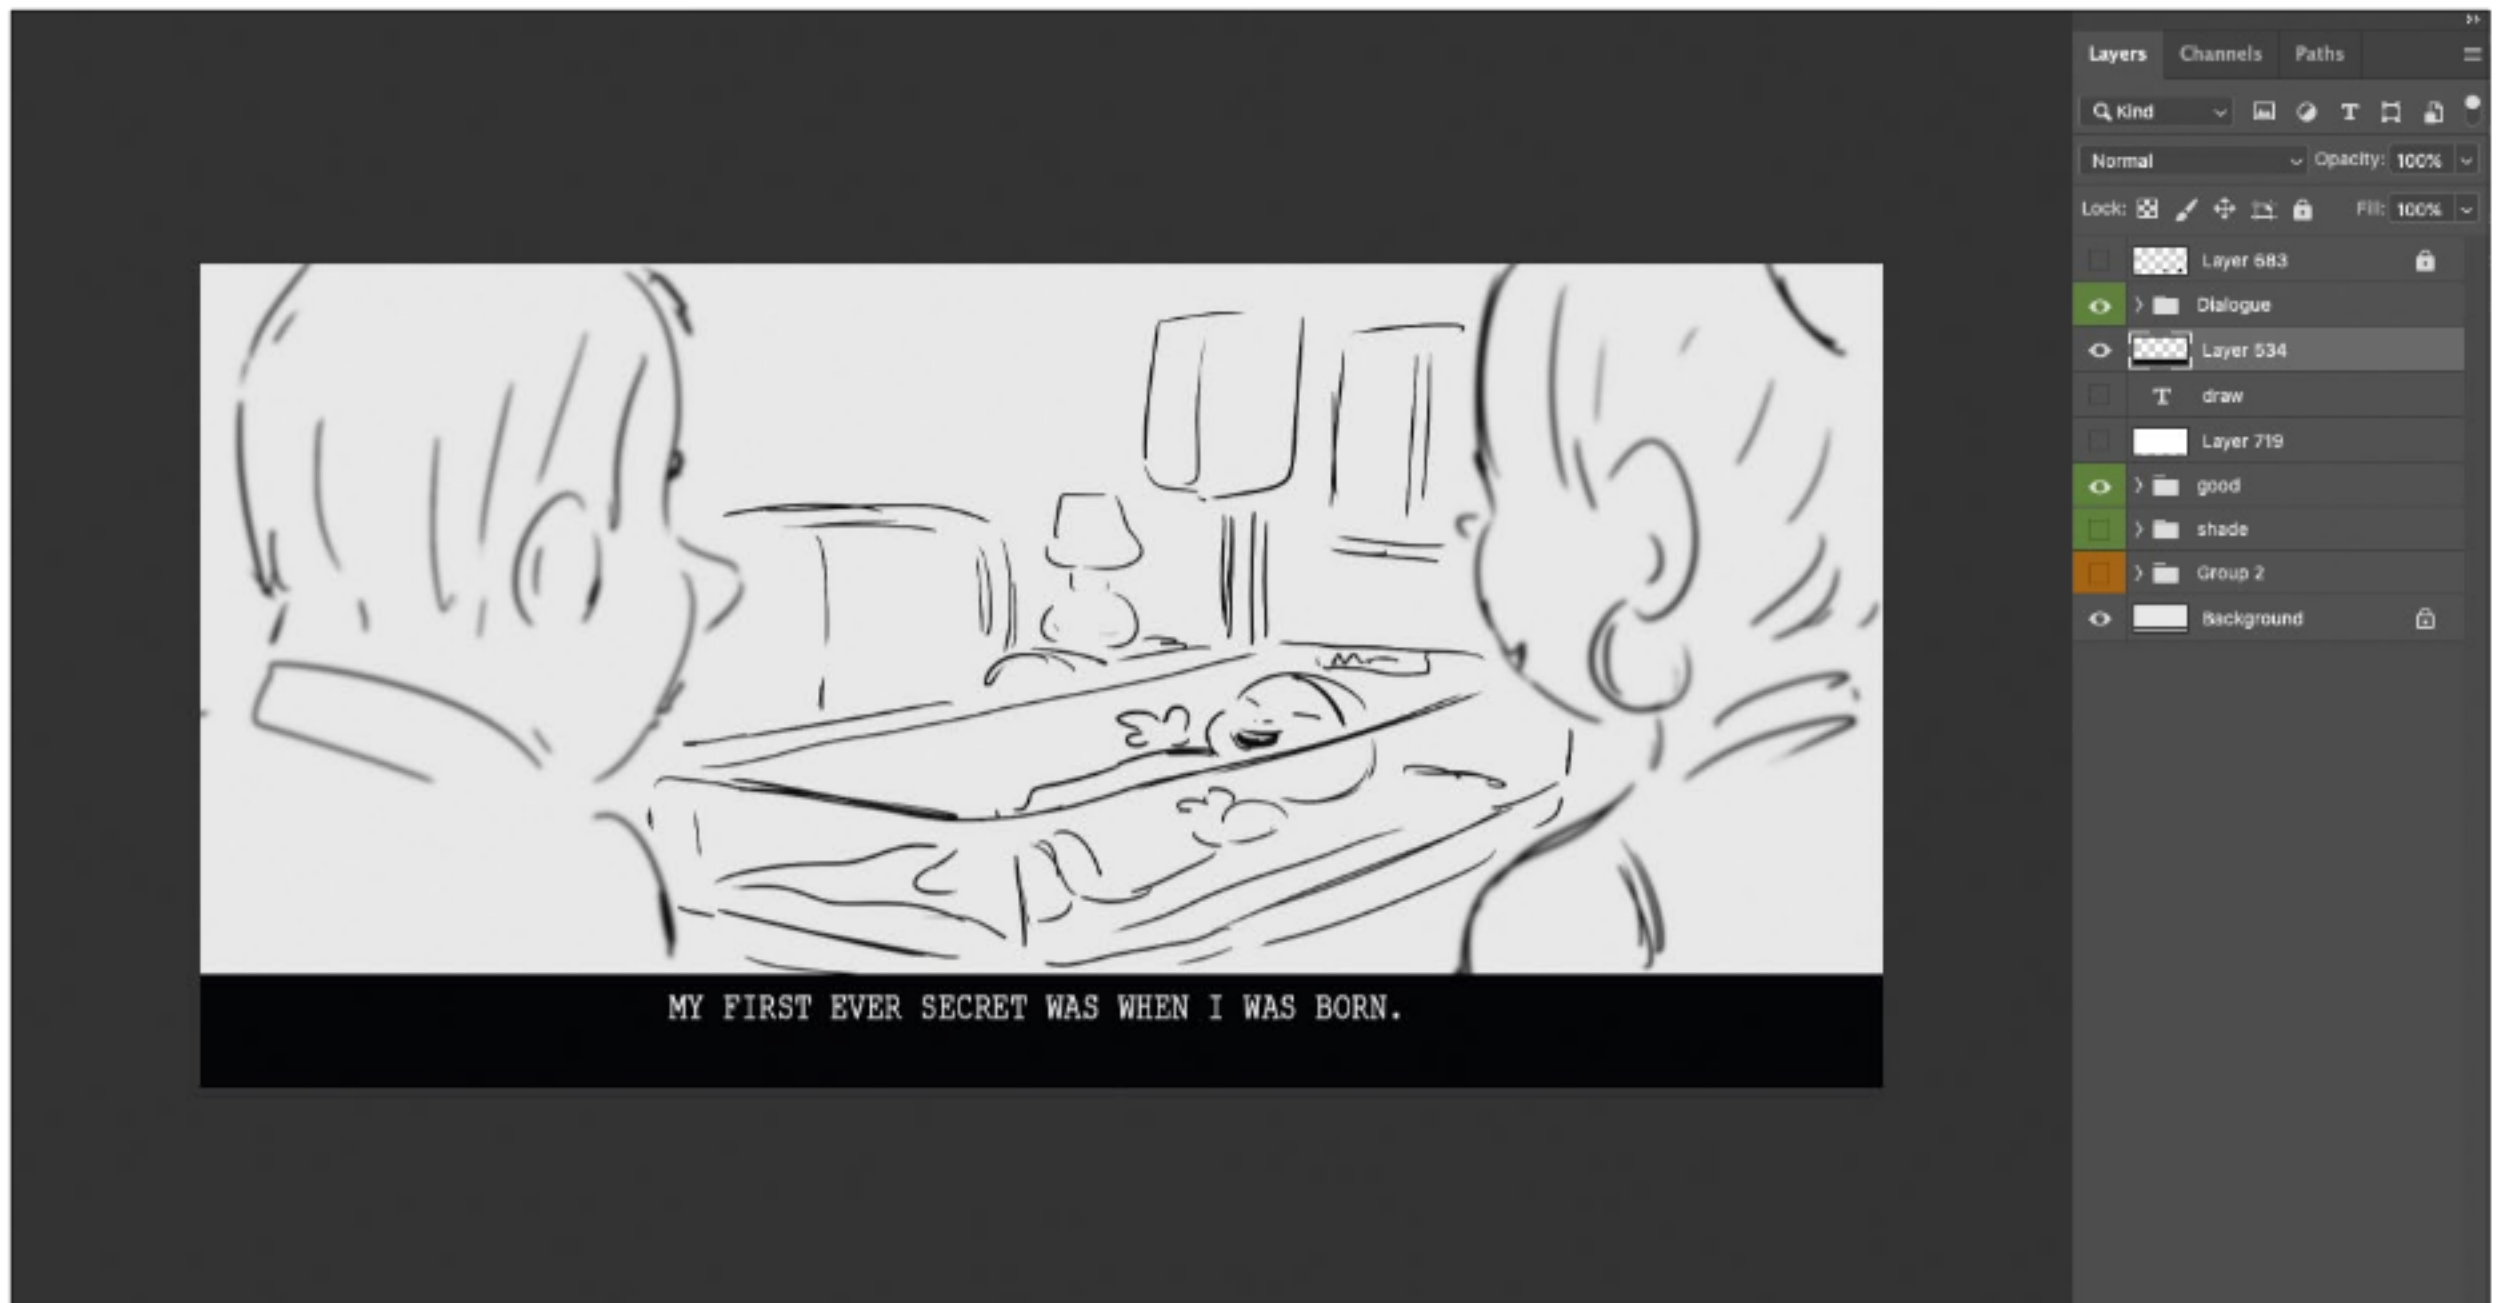 Layers Channels Paths
Kind
Normal Opacity: 100%
Lock: Fill: 100%
Layer 683
Dialogue
Layer 534
T draw
Layer 719
good
shade
Group 2
Background
MY FIRST EVER SECRET WAS WHEN I WAS BORN.